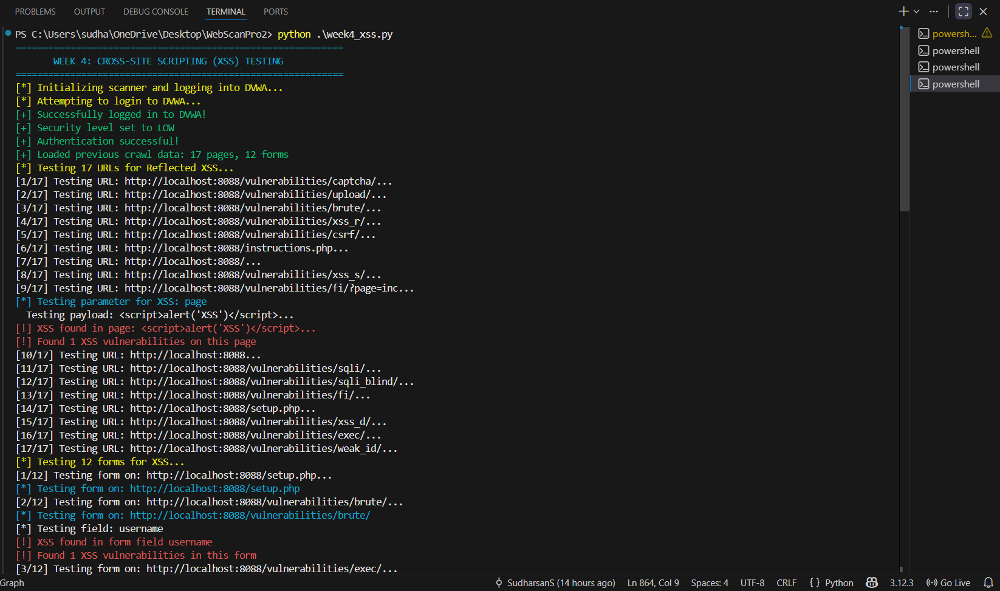 PROBLEMS OUTPUT DEBUG CONSOLE TERMINAL PORTS
PS C:\Users\sudha\OneDrive\Desktop\WebScanPro2> python .\week4_xss.py
============================================================
WEEK 4: CROSS-SITE SCRIPTING (XSS) TESTING
============================================================
[*] Initializing scanner and logging into DVWA...
[*] Attempting to login to DVWA...
[+] Successfully logged in to DVWA!
[+] Security level set to LOW
[+] Authentication successful!
[+] Loaded previous crawl data: 17 pages, 12 forms
[*] Testing 17 URLs for Reflected XSS...
[1/17] Testing URL: http://localhost:8088/vulnerabilities/captcha/...
[2/17] Testing URL: http://localhost:8088/vulnerabilities/upload/...
[3/17] Testing URL: http://localhost:8088/vulnerabilities/brute/...
[4/17] Testing URL: http://localhost:8088/vulnerabilities/xss_r/...
[5/17] Testing URL: http://localhost:8088/vulnerabilities/csrf/...
[6/17] Testing URL: http://localhost:8088/instructions.php...
[7/17] Testing URL: http://localhost:8088/...
[8/17] Testing URL: http://localhost:8088/vulnerabilities/xss_s/...
[9/17] Testing URL: http://localhost:8088/vulnerabilities/fi/?page=inc...
[*] Testing parameter for XSS: page
Testing payload: <script>alert('XSS')</script>...
[!] XSS found in page: <script>alert('XSS')</script>...
[!] Found 1 XSS vulnerabilities on this page
[10/17] Testing URL: http://localhost:8088...
[11/17] Testing URL: http://localhost:8088/vulnerabilities/sqli/...
[12/17] Testing URL: http://localhost:8088/vulnerabilities/sqli_blind/...
[13/17] Testing URL: http://localhost:8088/vulnerabilities/fi/...
[14/17] Testing URL: http://localhost:8088/setup.php...
[15/17] Testing URL: http://localhost:8088/vulnerabilities/xss_d/...
[16/17] Testing URL: http://localhost:8088/vulnerabilities/exec/...
[17/17] Testing URL: http://localhost:8088/vulnerabilities/weak_id/...
[*] Testing 12 forms for XSS...
[1/12] Testing form on: http://localhost:8088/setup.php...
[*] Testing form on: http://localhost:8088/setup.php
[2/12] Testing form on: http://localhost:8088/vulnerabilities/brute/...
[*] Testing form on: http://localhost:8088/vulnerabilities/brute/
[*] Testing field: username
[!] XSS found in form field username
[!] Found 1 XSS vulnerabilities in this form
[3/12] Testing form on: http://localhost:8088/vulnerabilities/exec/...
powersh...
powershell
powershell
powershell
Graph SudharsanS (14 hours ago) Ln 864, Col 9 Spaces: 4 UTF-8 CRLF { } Python 3.12.3 Go Live